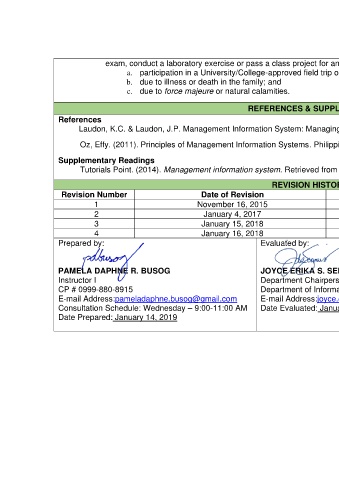 exam, conduct a laboratory exercise or pass a class project for an
a. participation in a University/College-approved field trip o
b. due to illness or death in the family; and
c. due to force majeure or natural calamities.
REFERENCES & SUPPL
References
Laudon, K.C. & Laudon, J.P. Management Information System: Managing
Oz, Effy. (2011). Principles of Management Information Systems. Philippi
Supplementary Readings
Tutorials Point. (2014). Management information system. Retrieved from
REVISION HISTOR
Revision Number Date of Revision
1 November 16, 2015
2 January 4, 2017
3 January 15, 2018
4 January 16, 2018
Prepared by: Evaluated by:
PAMELA DAPHNE R. BUSOG JOYCE ERIKA S. SE
Instructor I Department Chairpers
CP # 0999-880-8915 Department of Informa
E-mail Address:pameladaphne.busog@gmail.com E-mail Address:joyce.
Consultation Schedule: Wednesday – 9:00-11:00 AM Date Evaluated: Janua
Date Prepared: January 14, 2019